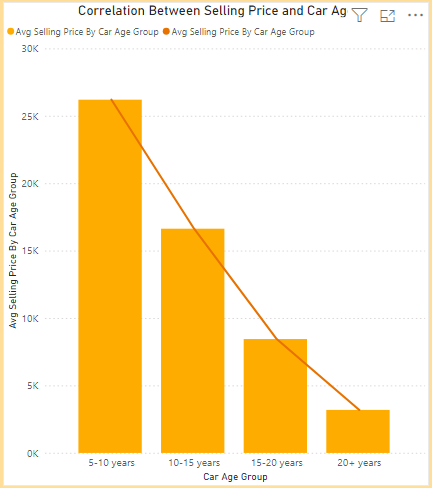 Correlation Between Selling Price and Car Ag
Avg Selling Price By Car Age Group Avg Selling Price By Car Age Group
30K
25K
20K
15K
10K
5K
0K
Avg Selling Price By Car Age Group
5-10 years 10-15 years 15-20 years 20+ years
Car Age Group